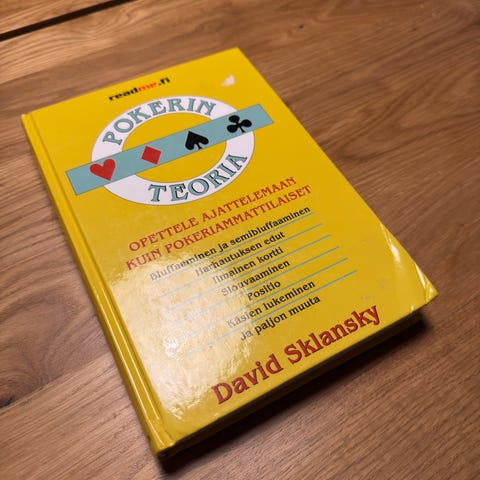 readme.fi
POKERIN
TEORIA
OPETTELE AJATTELEMAAN
KUIN POKERIAMMATTILAISET
Bluffaaminen ja semibluffaaminen
Harhautuksen edut
Ilmainen kortti
Slouvaaminen
Positio
Käsien lukeminen
ja paljon muuta
David Sklansky